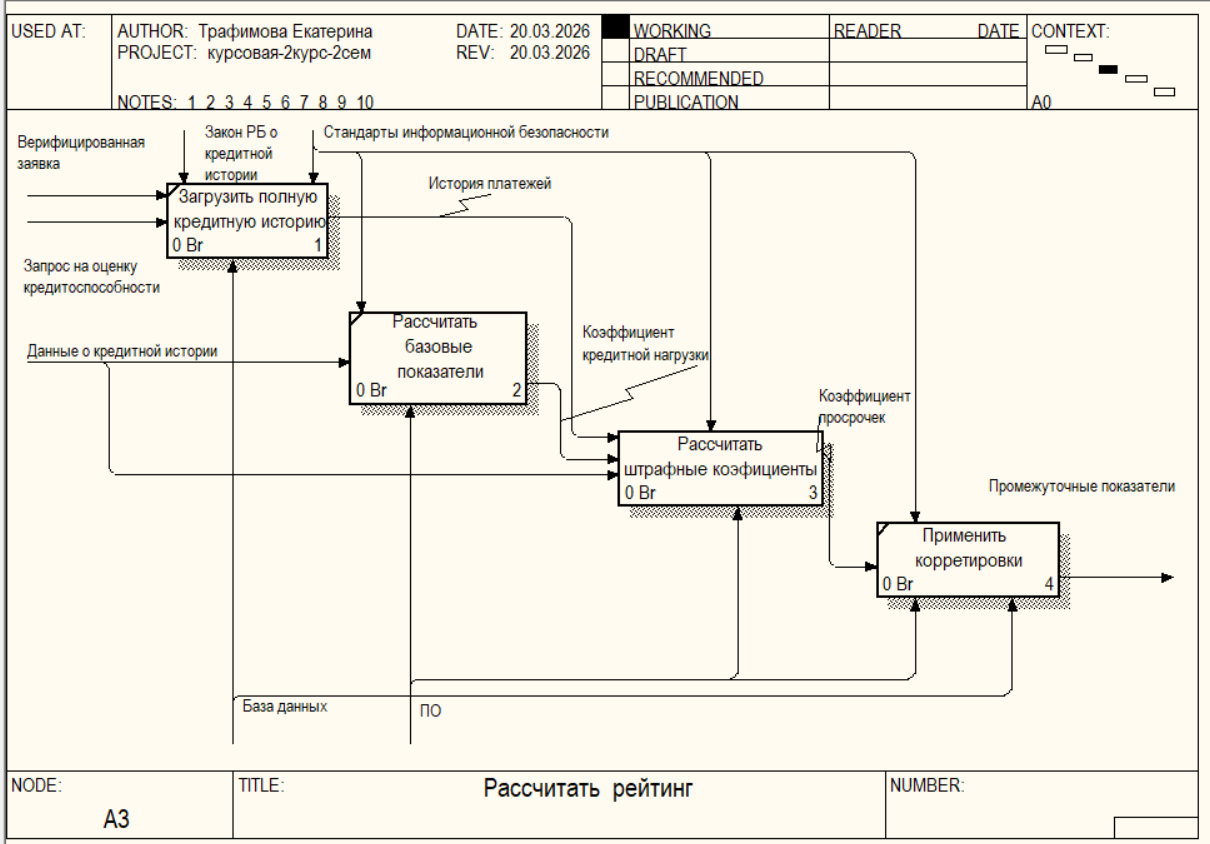 USED AT:
AUTHOR: Трафимова Екатерина
DATE: 20.03.2026
PROJECT: курсовая-2курс-2сем
REV: 20.03.2026
NOTES: 1 2 3 4 5 6 7 8 9 10
WORKING
DRAFT
RECOMMENDED
PUBLICATION
READER
DATE
CONTEXT:
A0
Верифицированная
заявка
Закон РБ о
кредитной
истории
Стандарты информационной безопасности
История платежей
Загрузить полную
кредитную историю
0 Br
1
Запрос на оценку
кредитоспособности
Данные о кредитной истории
Рассчитать
базовые
показатели
0 Br
2
Коэффициент
кредитной нагрузки
Коэффициент
просрочек
Рассчитать
штрафные коэфициенты
0 Br
3
Промежуточные показатели
Применить
корретировки
0 Br
4
База данных
ПО
NODE:
A3
TITLE:
Рассчитать рейтинг
NUMBER: